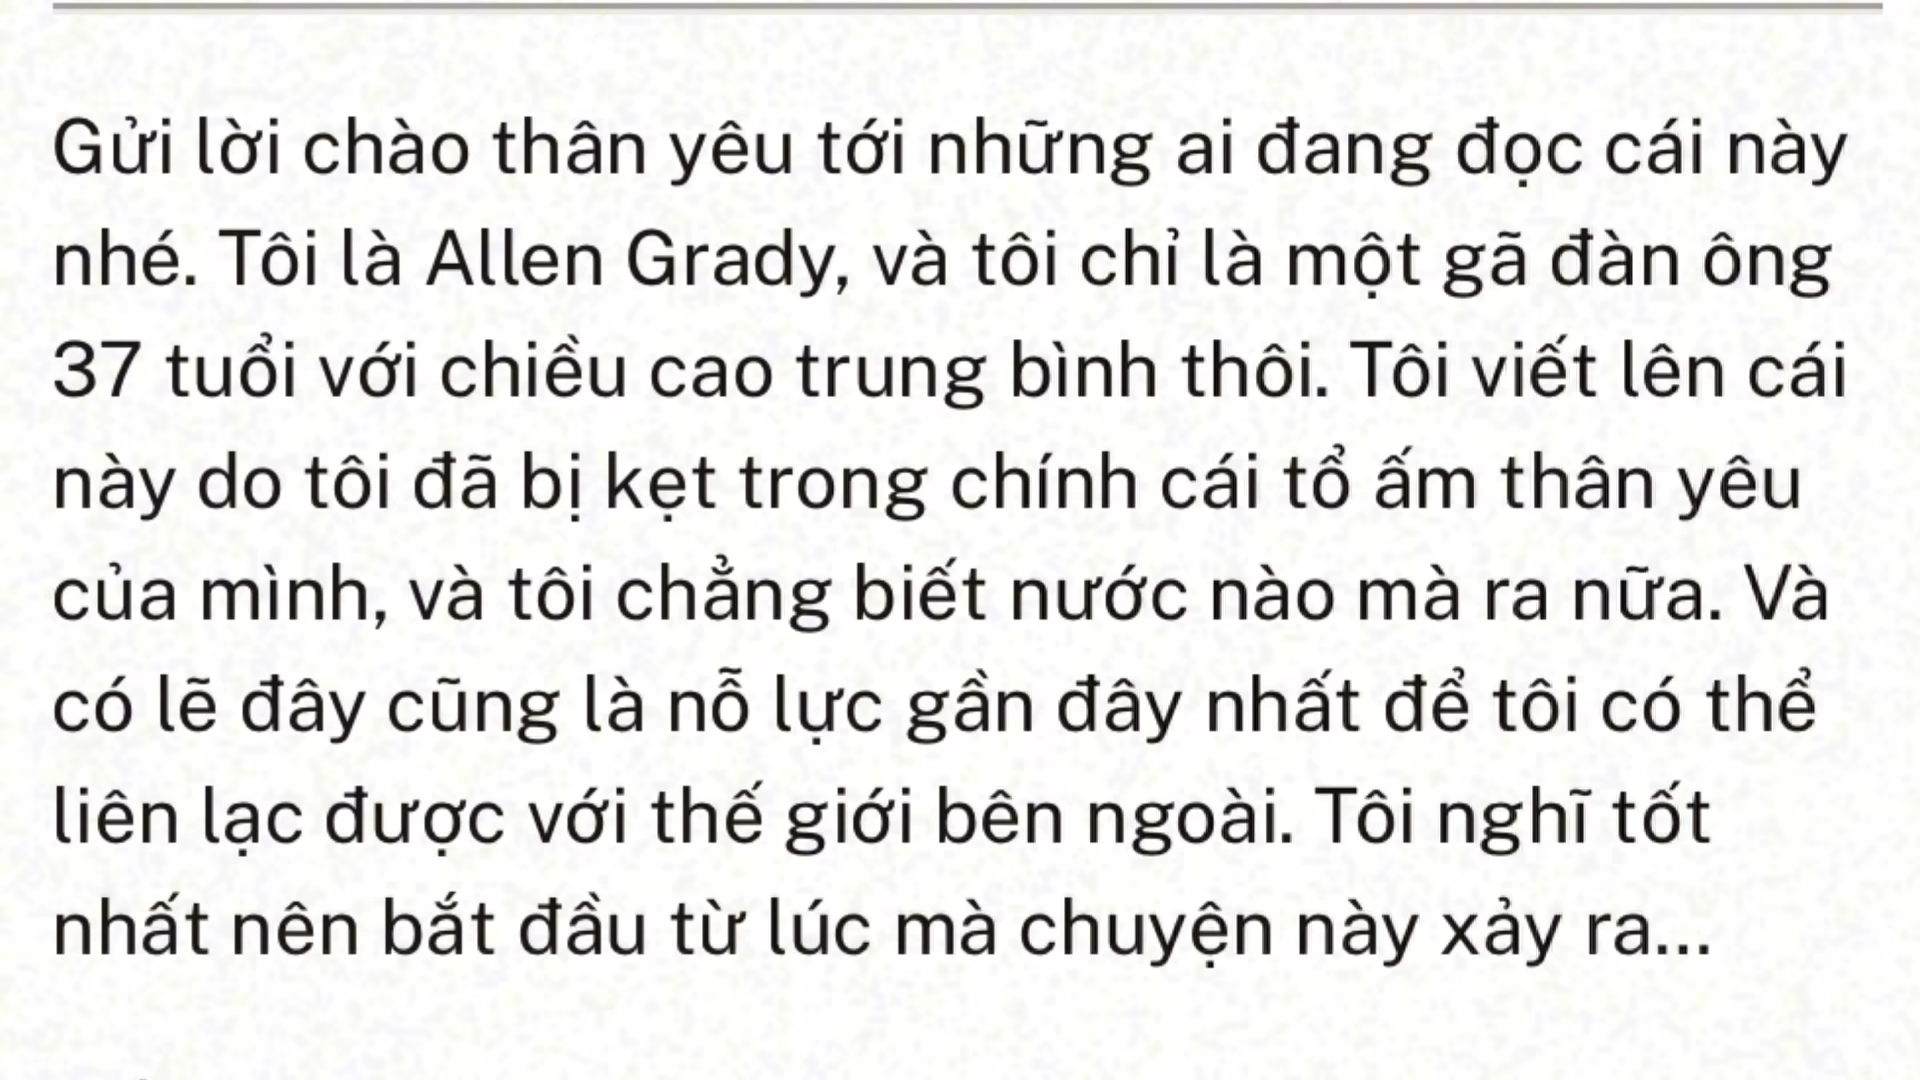 Gửi lời chào thân yêu tới những ai đang đọc cái này
nhé. Tôi là Allen Grady, và tôi chỉ là một gã đàn ông
37 tuổi với chiều cao trung bình thôi. Tôi viết lên cái
này do tôi đã bị kẹt trong chính cái tổ ấm thân yêu
của mình, và tôi chẳng biết nước nào mà ra nữa. Và
có lẽ đây cũng là nỗ lực gần đây nhất để tôi có thể
liên lạc được với thế giới bên ngoài. Tôi nghĩ tốt
nhất nên bắt đầu từ lúc mà chuyện này xảy ra...